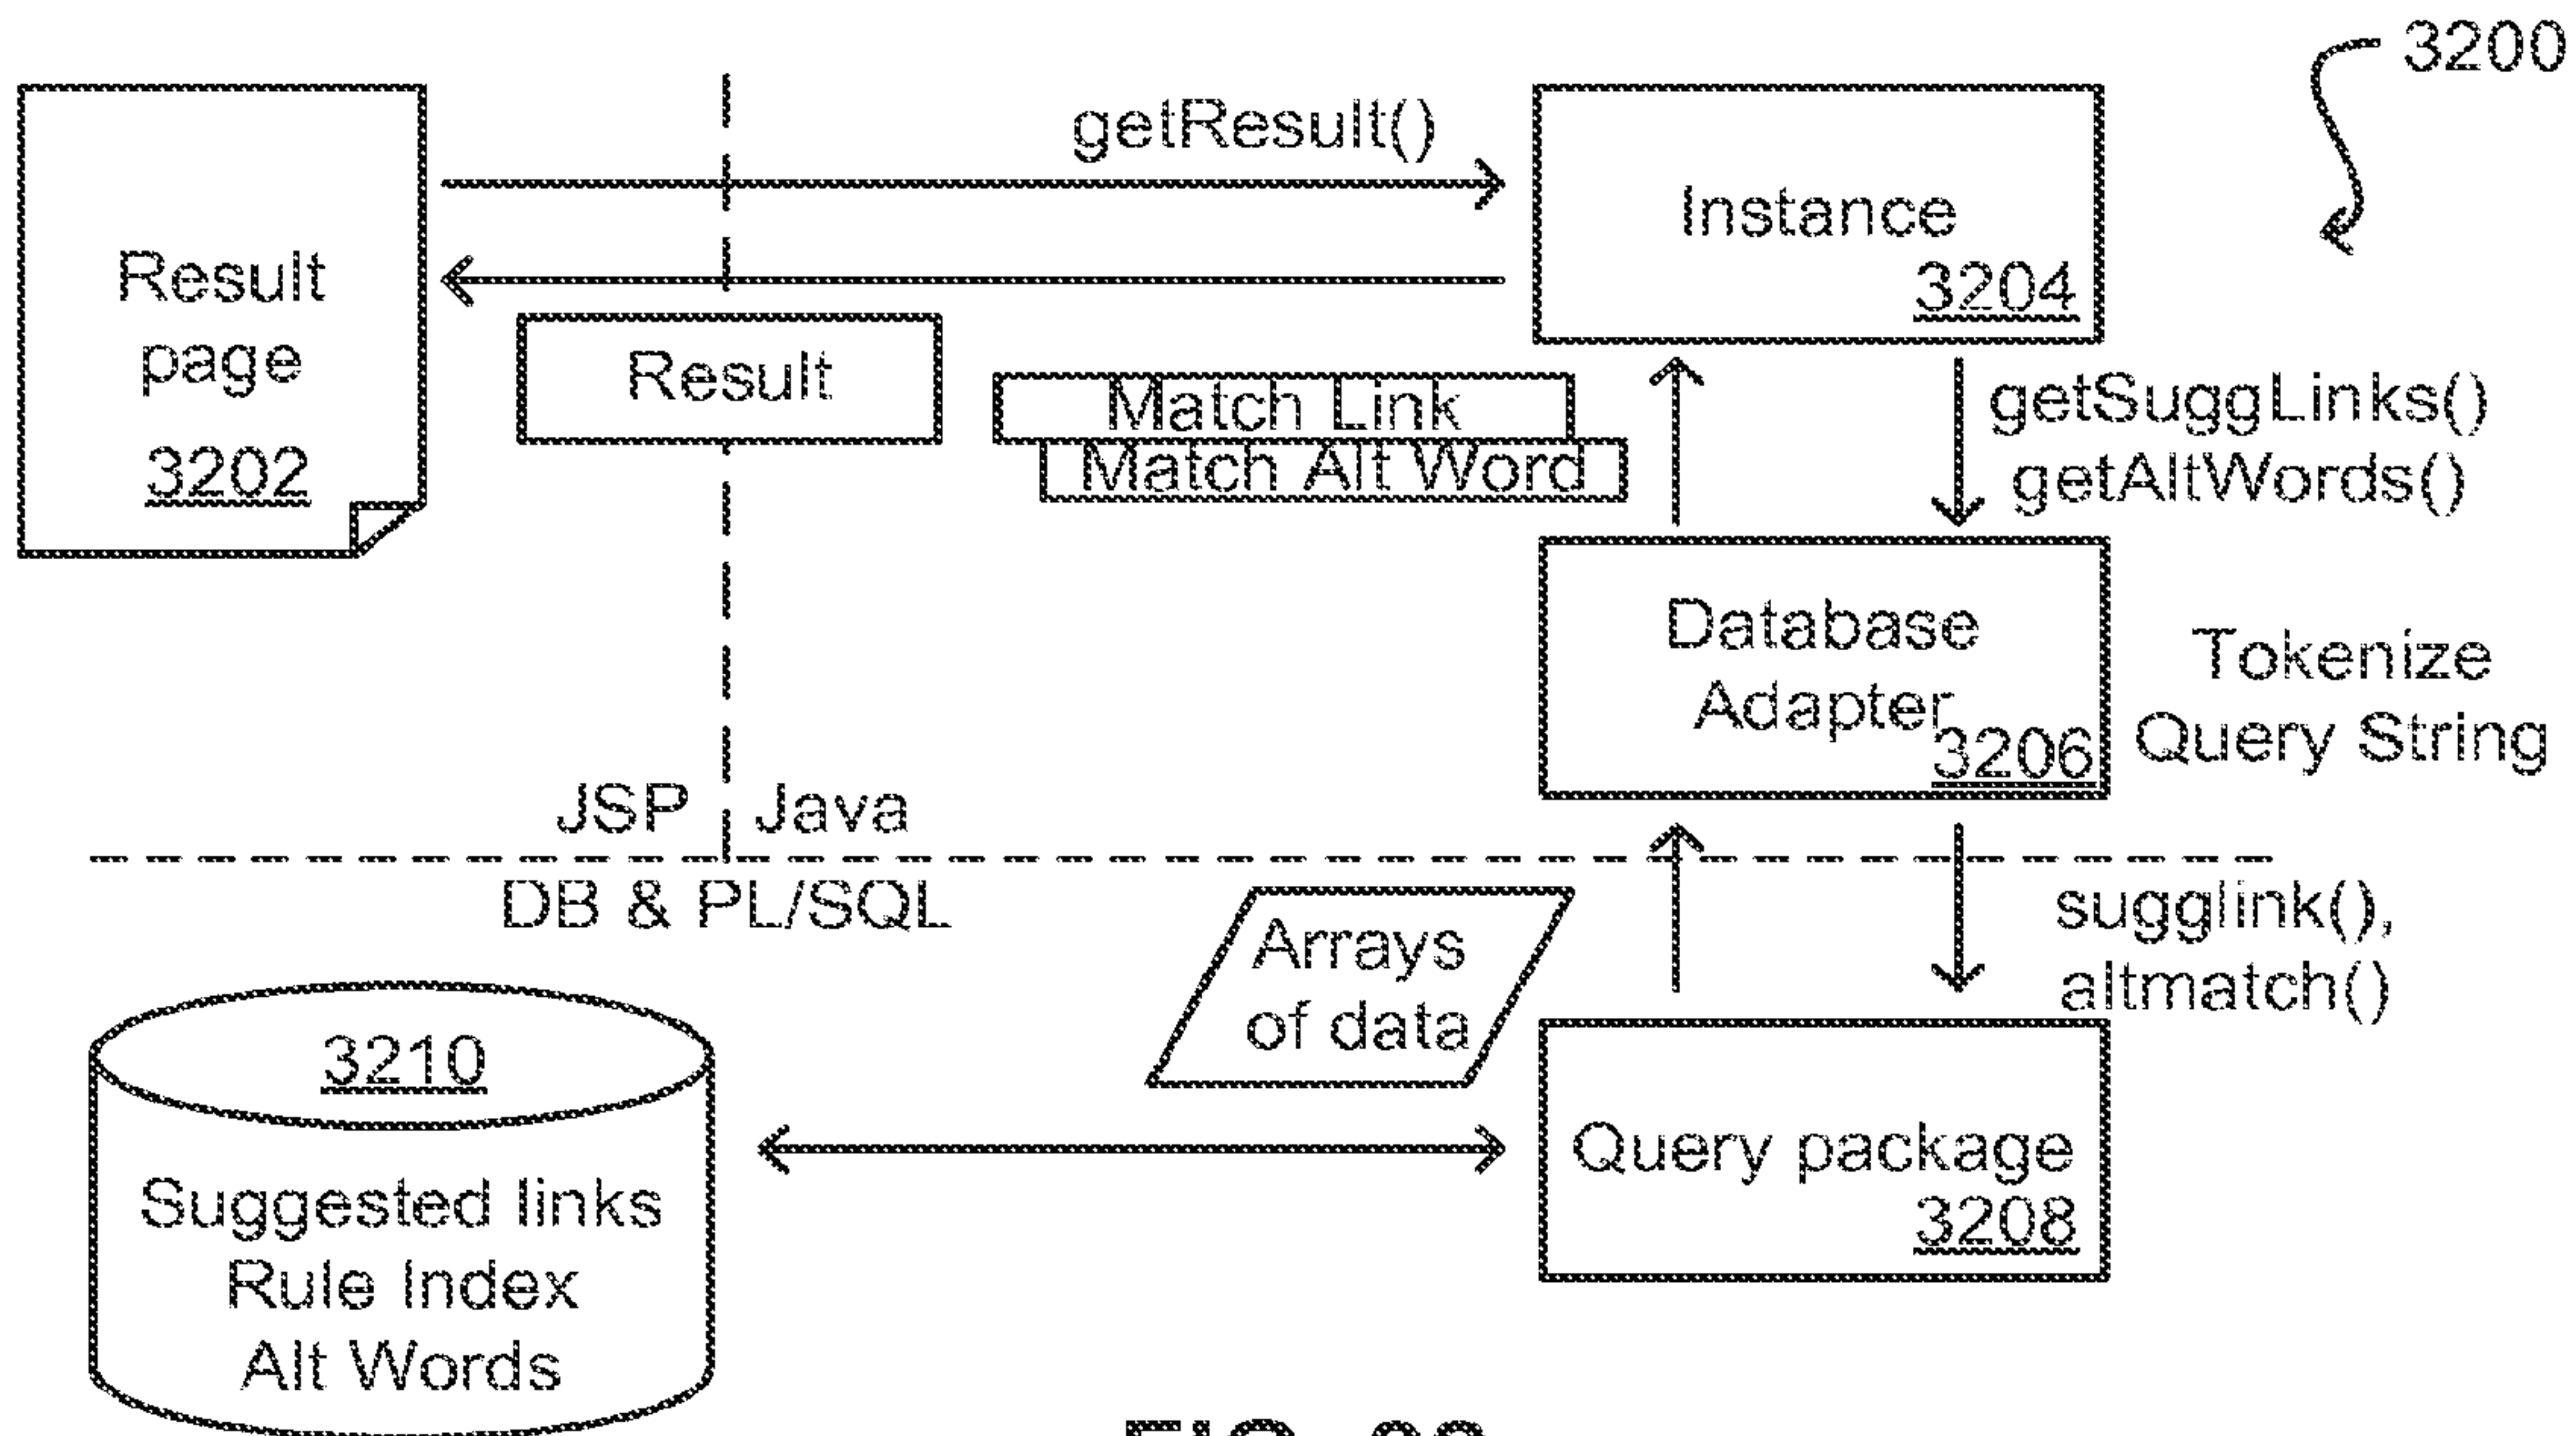 3200
getResult()
Result
page
3202
Instance
3204
Result
Match Link
Match Alt Word
getSuggLinks()
getAltWords()
Database
Adapter
3206
Tokenize
Query String
JSP
Java
DB & PL/SQL
Arrays
of data
sugglink(),
altmatch()
3210
Suggested links
Rule Index
Alt Words
Query package
3208